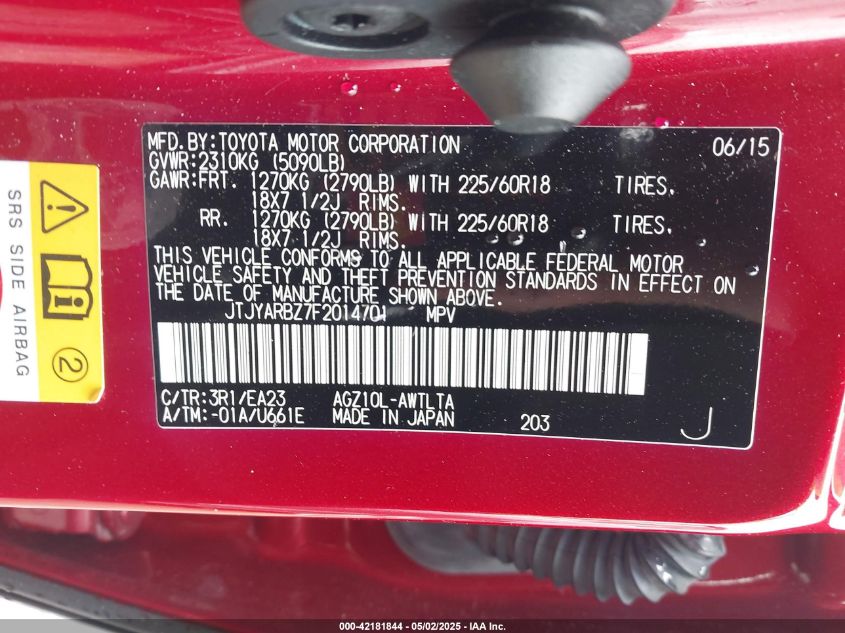 MFD.BY:TOYOTA MOTOR CORPORATION 06/15
GVWR:2310KG (5090LB)
GAWR:FRT. 1270KG (2790LB) WITH 225/60R18 TIRES,
18X7 1/2J RIMS.
RR. 1270KG (2790LB) WITH 225/60R18 TIRES,
18X7 1/2J RIMS.
THIS VEHICLE CONFORMS TO ALL APPLICABLE FEDERAL MOTOR
VEHICLE SAFETY AND THEFT PREVENTION STANDARDS IN EFFECT ON
THE DATE OF MANUFACTURE SHOWN ABOVE.
JTJYARBZ7F2014701 MPV
C/TR:3R1/EA23 AGZ10L-AWTLTA
A/TM:-01A/U661E MADE IN JAPAN 203 J
SRS SIDE AIRBAG
2
000-42181844 - 05/02/2025 - IAA Inc.